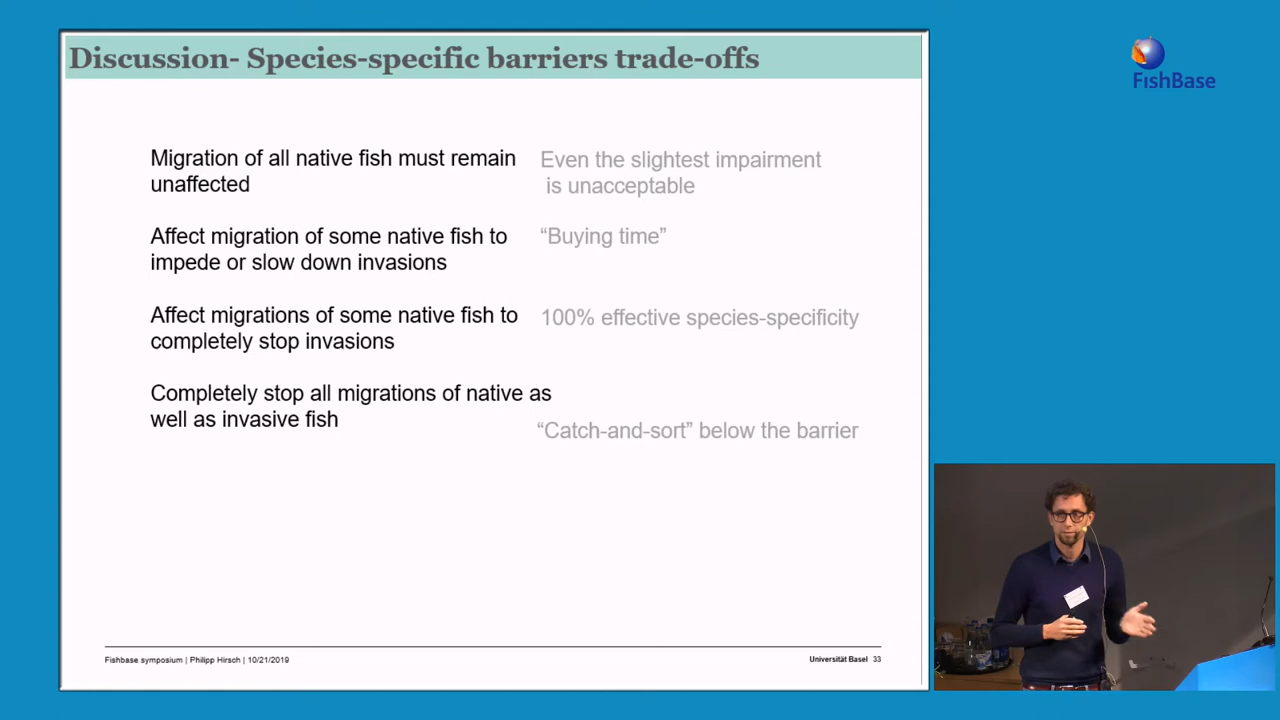 Discussion- Species-specific barriers trade-offs
FishBase
Migration of all native fish must remain
unaffected
Even the slightest impairment
is unacceptable
Affect migration of some native fish to
impede or slow down invasions
“Buying time”
Affect migrations of some native fish to
completely stop invasions
100% effective species-specificity
Completely stop all migrations of native as
well as invasive fish
“Catch-and-sort” below the barrier
Fishbase symposium | Philipp Hirsch | 10/21/2019
Universität Basel 33